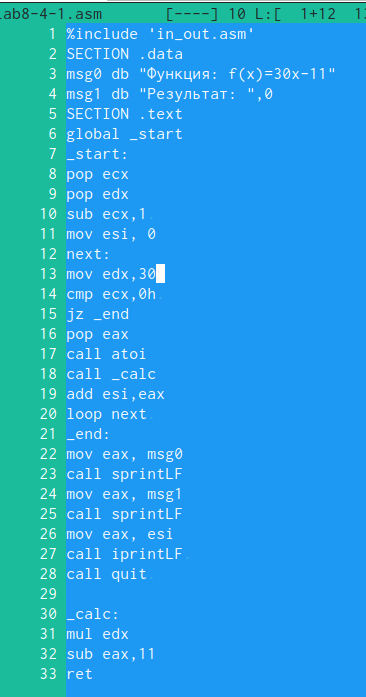 ab8-4-1.asm [----] 10 L:[ 1+12 1
1 %include 'in_out.asm'
2 SECTION .data
3 msg0 db "Функция: f(x)=30x-11"
4 msg1 db "Результат: ",0
5 SECTION .text
6 global _start
7 _start:
8 pop ecx
9 pop edx
10 sub ecx,1
11 mov esi, 0
12 next:
13 mov edx,30
14 cmp ecx,0h
15 jz _end
16 pop eax
17 call atoi
18 call _calc
19 add esi,eax
20 loop next
21 _end:
22 mov eax, msg0
23 call sprintLF
24 mov eax, msg1
25 call sprintLF
26 mov eax, esi
27 call iprintLF
28 call quit
29
30 _calc:
31 mul edx
32 sub eax,11
33 ret